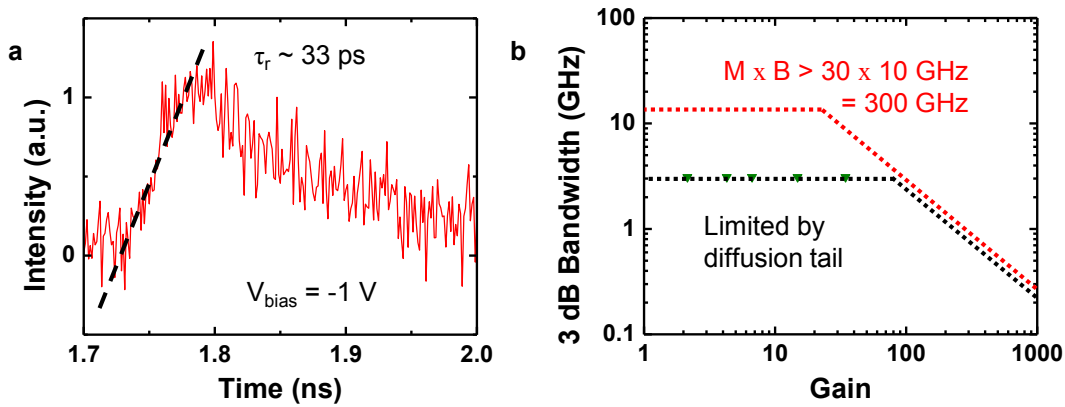 a
τr ~ 33 ps
Vbias = -1 V
1
0
Intensity (a.u.)
1.7 1.8 1.9 2.0
Time (ns)
b
M x B > 30 x 10 GHz
= 300 GHz
Limited by
diffusion tail
100
10
1
0.1
3 dB Bandwidth (GHz)
1 10 100 1000
Gain